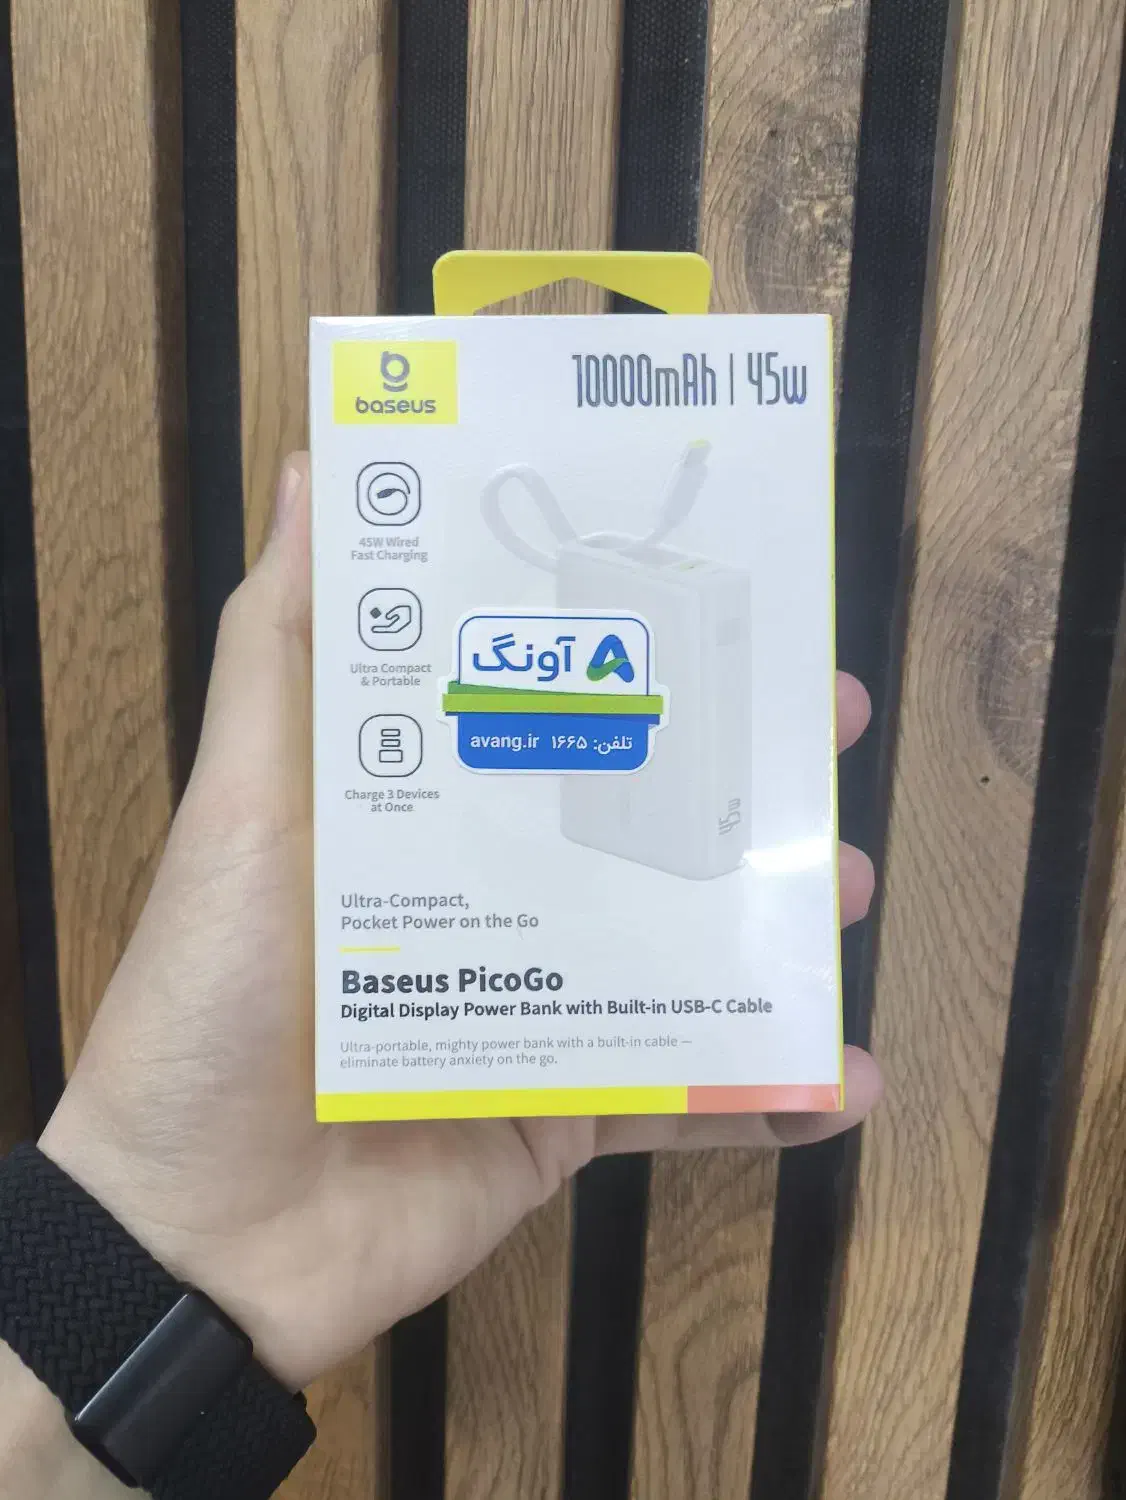 baseus
10000mAh | 45w
45W Wired
Fast Charging
Ultra Compact
& Portable
Charge 3 Devices
at Once
آونگ
تلفن: ۱۶۶۵ avang.ir
45w
Ultra-Compact,
Pocket Power on the Go
Baseus PicoGo
Digital Display Power Bank with Built-in USB-C Cable
Ultra-portable, mighty power bank with a built-in cable —
eliminate battery anxiety on the go.